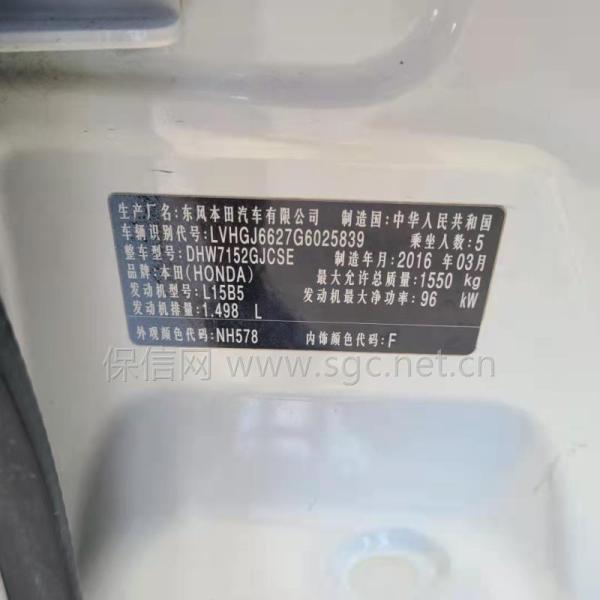 生产厂名:东风本田汽车有限公司 制造国:中华人民共和国
车辆识别代号:LVHGJ6627G6025839 乘坐人数:5
整车型号:DHW7152GJCSE 制造年月:2016 年 03月
品牌:本田(HONDA) 最大允许总质量:1550 kg
发动机型号:L15B5 发动机最大净功率:96 kW
发动机排量:1.498 L
外观颜色代码:NH578 内饰颜色代码:F
保信网 www.sgc.net.cn